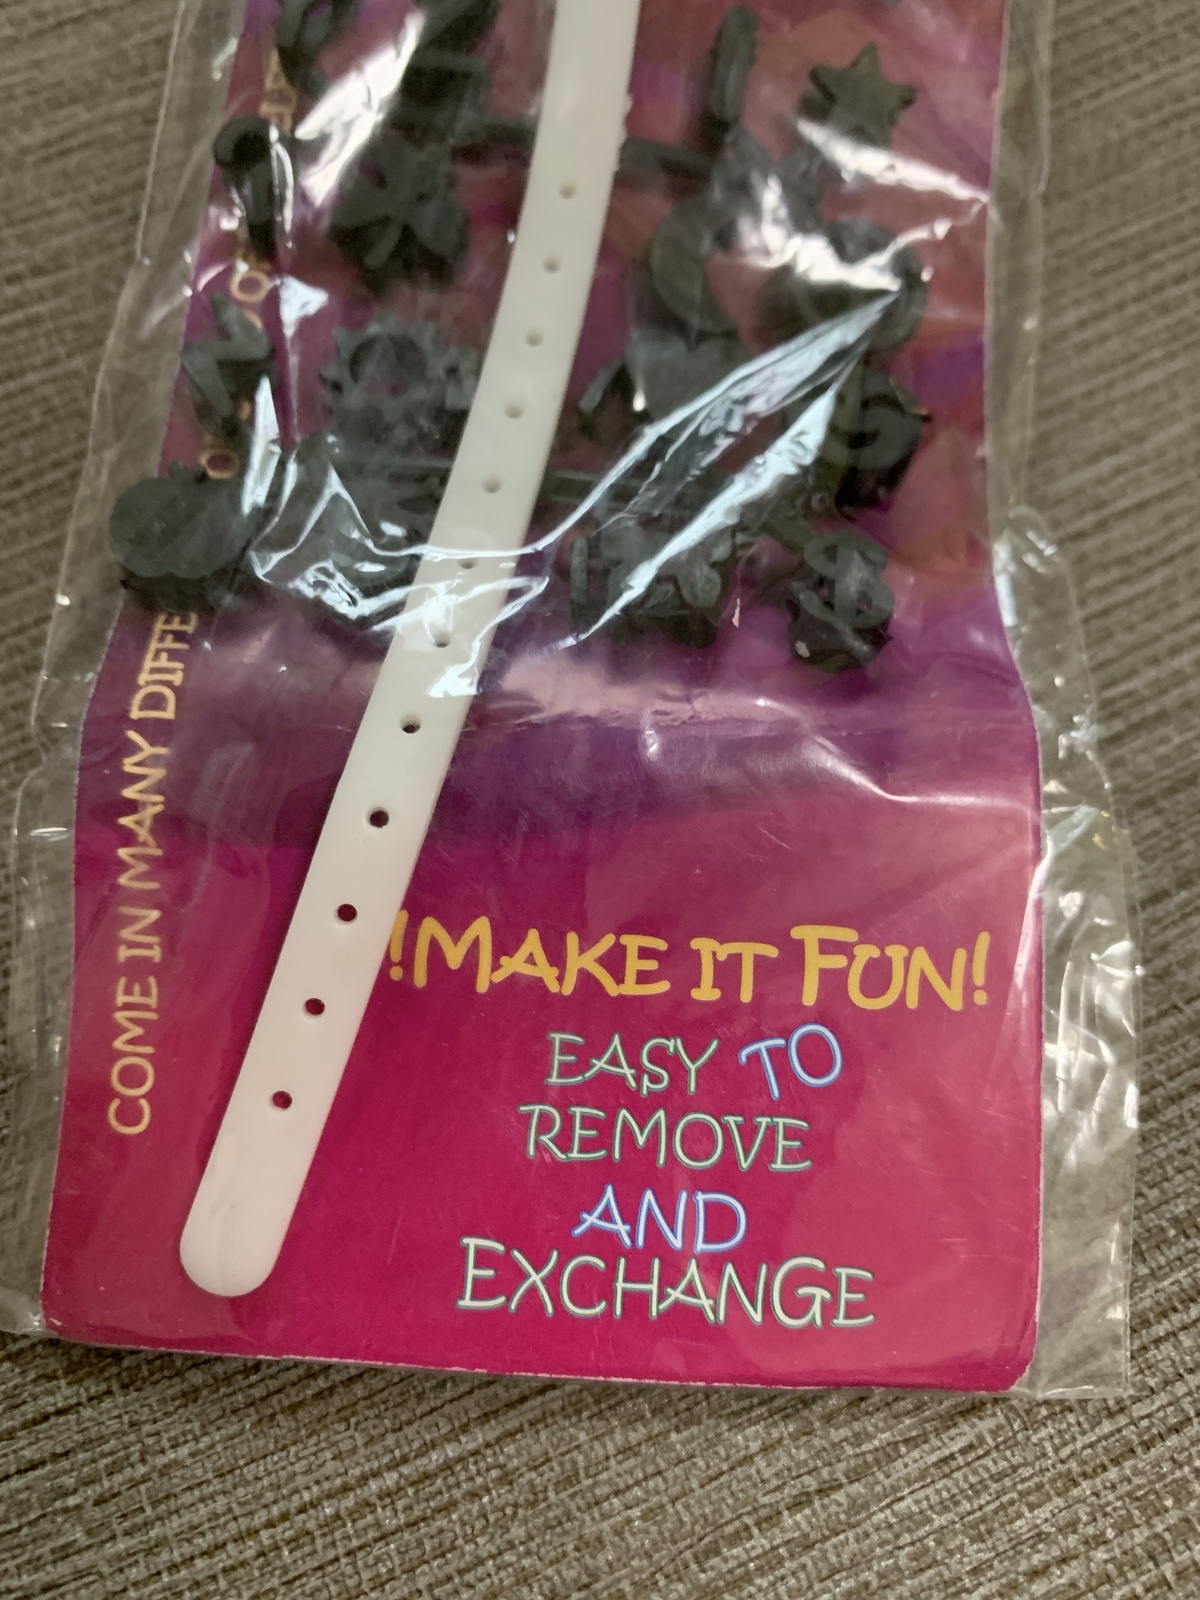 COME IN MANY DIFFE
!MAKE IT FUN!
EASY TO
REMOVE
AND
EXCHANGE
$